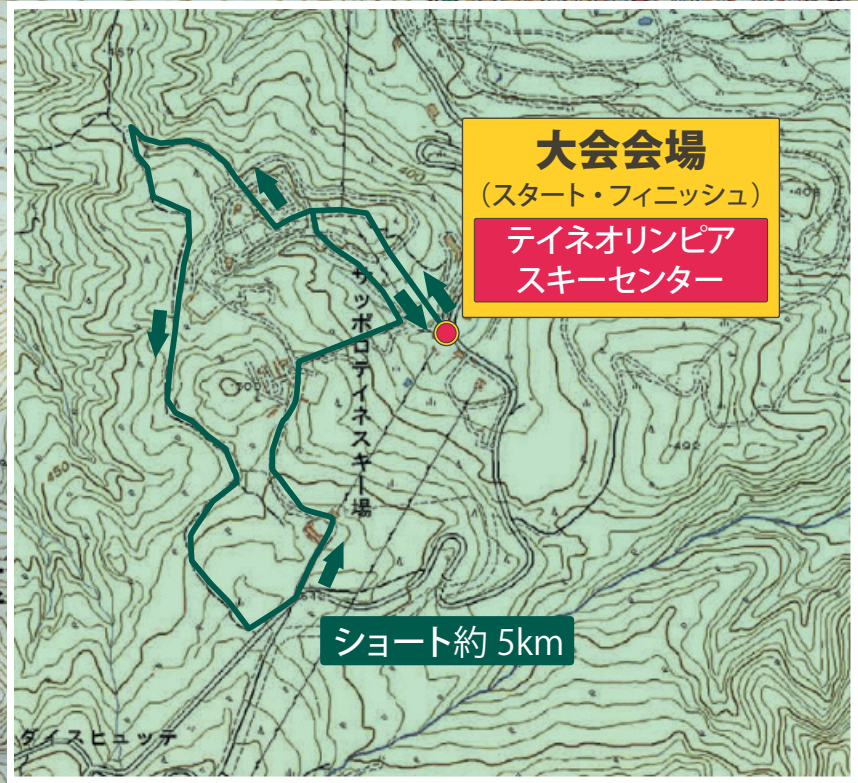 ・457
大会会場
（スタート・フィニッシュ）
テイネオリンピア
スキーセンター
400
サッポロテイネスキー場
・492
450
ショート約 5km
ダイスヒュッテ